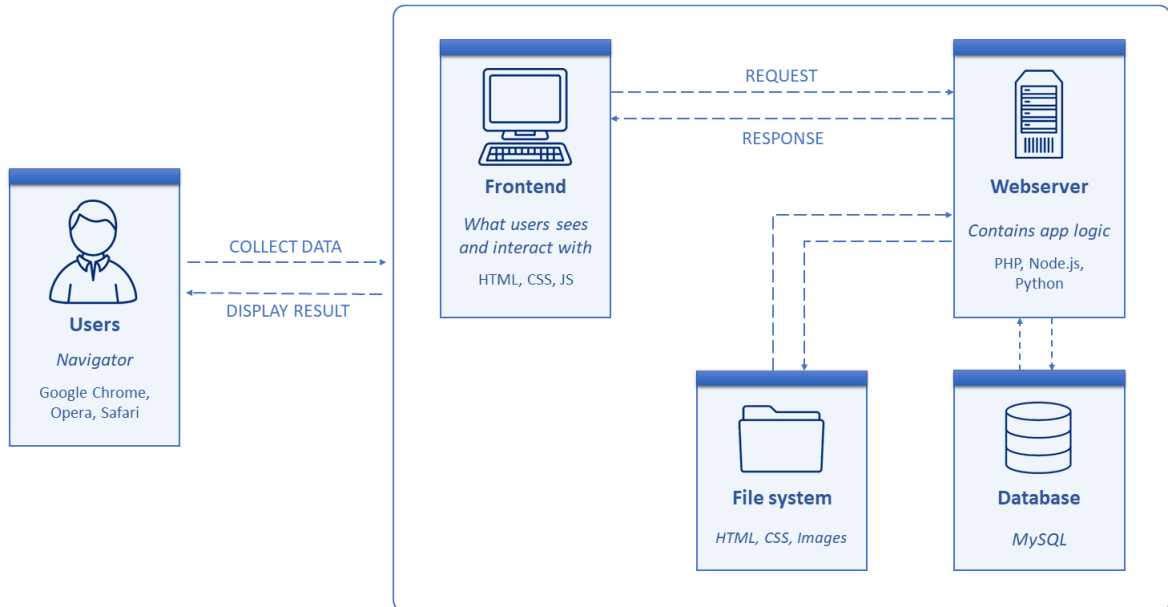 Users
Navigator
Google Chrome,
Opera, Safari
COLLECT DATA
DISPLAY RESULT
Frontend
What users sees
and interact with
HTML, CSS, JS
REQUEST
RESPONSE
Webserver
Contains app logic
PHP, Node.js,
Python
File system
HTML, CSS, Images
Database
MySQL